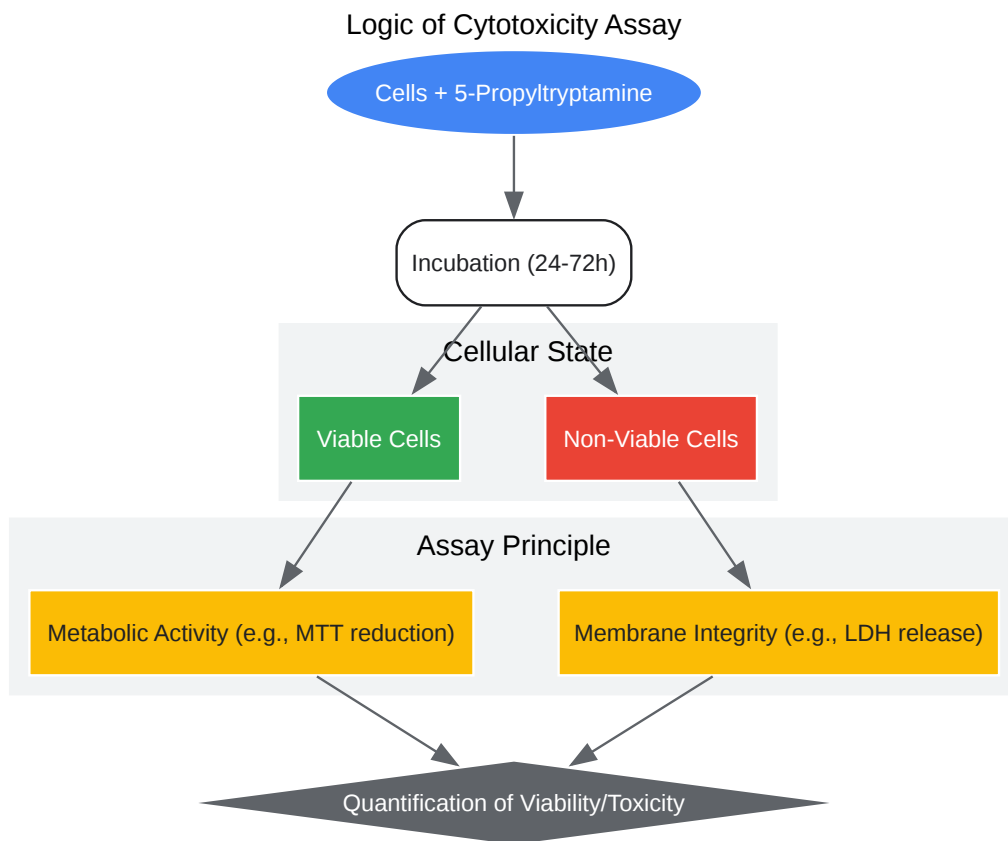 Logic of Cytotoxicity Assay
Cells + 5-Propyltryptamine
Incubation (24-72h)
Cellular State
Viable Cells
Non-Viable Cells
Assay Principle
Metabolic Activity (e.g., MTT reduction)
Membrane Integrity (e.g., LDH release)
Quantification of Viability/Toxicity